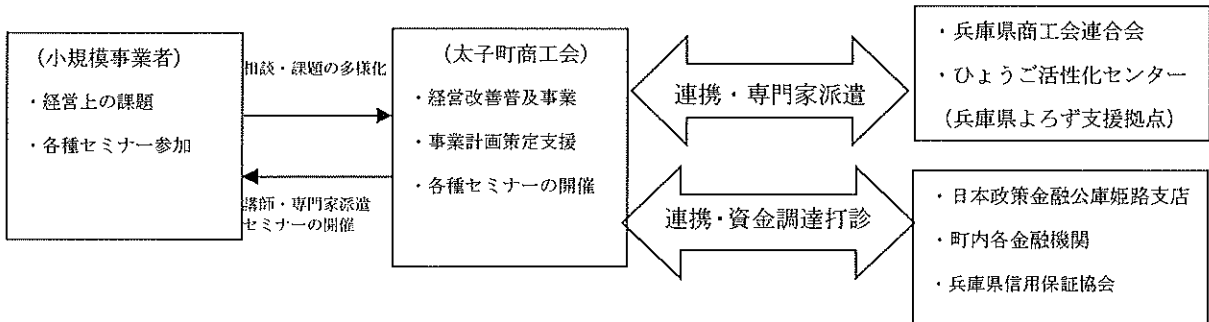 (小規模事業者)
・経営上の課題
・各種セミナー参加
相談・課題の多様化
講師・専門家派遣
セミナーの開催
(太子町商工会)
・経営改善普及事業
・事業計画策定支援
・各種セミナーの開催
連携・専門家派遣
連携・資金調達打診
・兵庫県商工会連合会
・ひょうご活性化センター
(兵庫県よろず支援拠点)
・日本政策金融公庫姫路支店
・町内各金融機関
・兵庫県信用保証協会